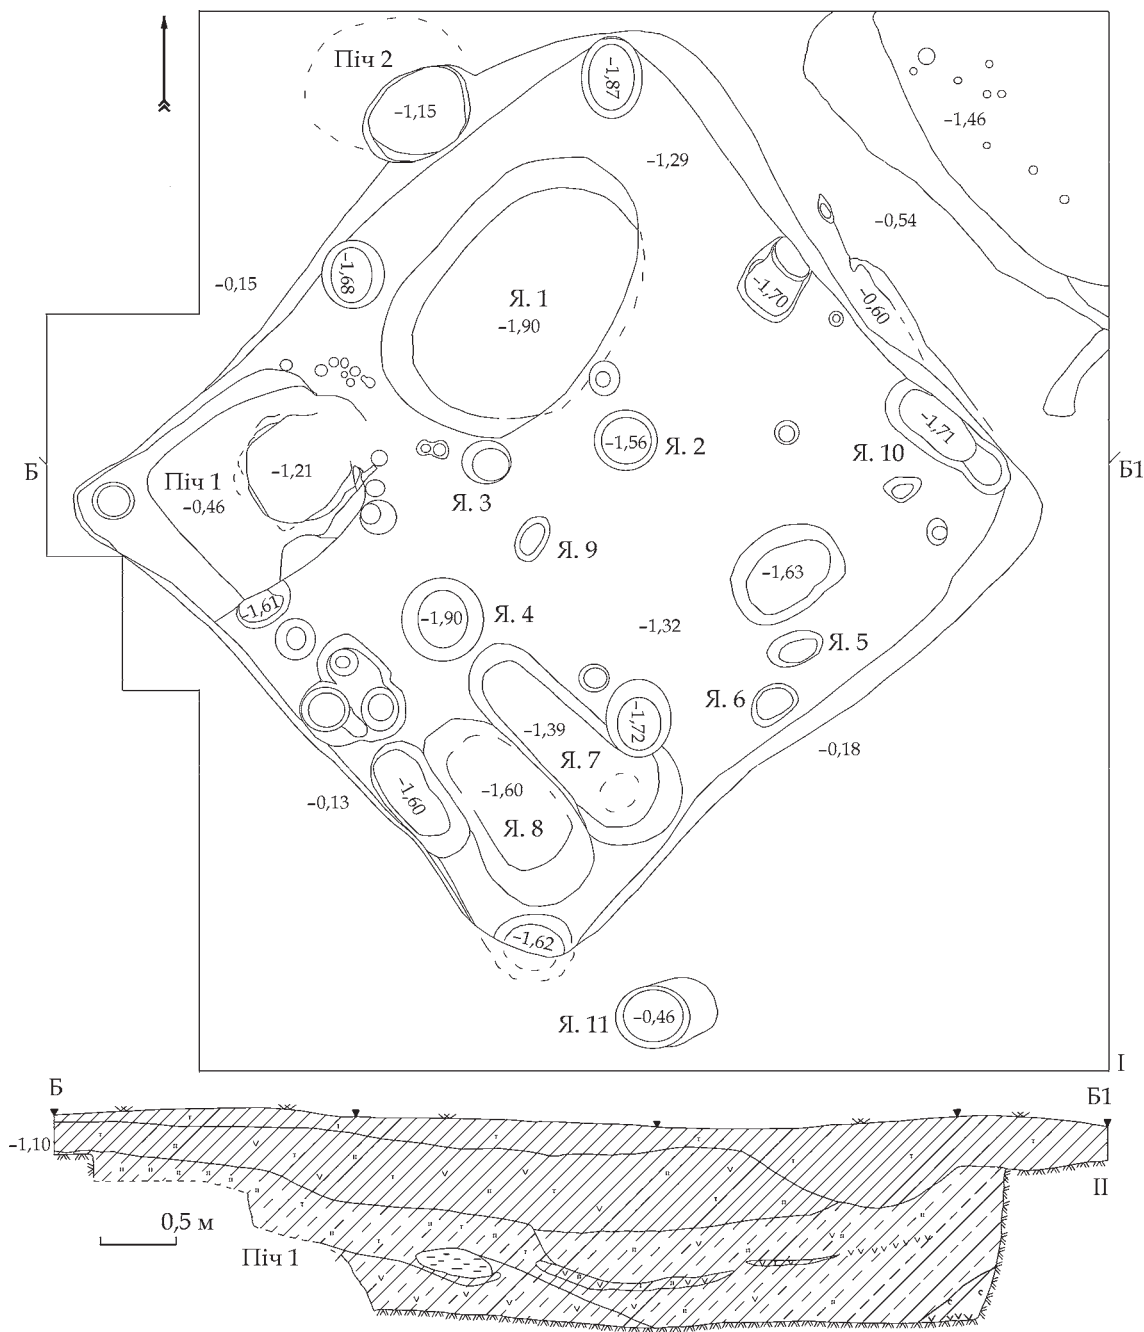 Піч 2
–1,15
–1,87
–1,46
–1,29
–0,54
–1,68
–0,15
–1,70
–0,60
Я. 1
–1,90
–1,71
–1,56
Я. 2
Я. 10
Б
Б1
–1,21
Піч 1
–0,46
Я. 3
Я. 9
–1,63
–1,61
–1,90
Я. 4
–1,32
Я. 5
Я. 6
–1,72
–1,39
Я. 7
–0,18
–0,13
–1,60
–1,60
Я. 8
–1,62
Я. 11
–0,46
I
Б
Б1
–1,10
II
0,5 м
Піч 1